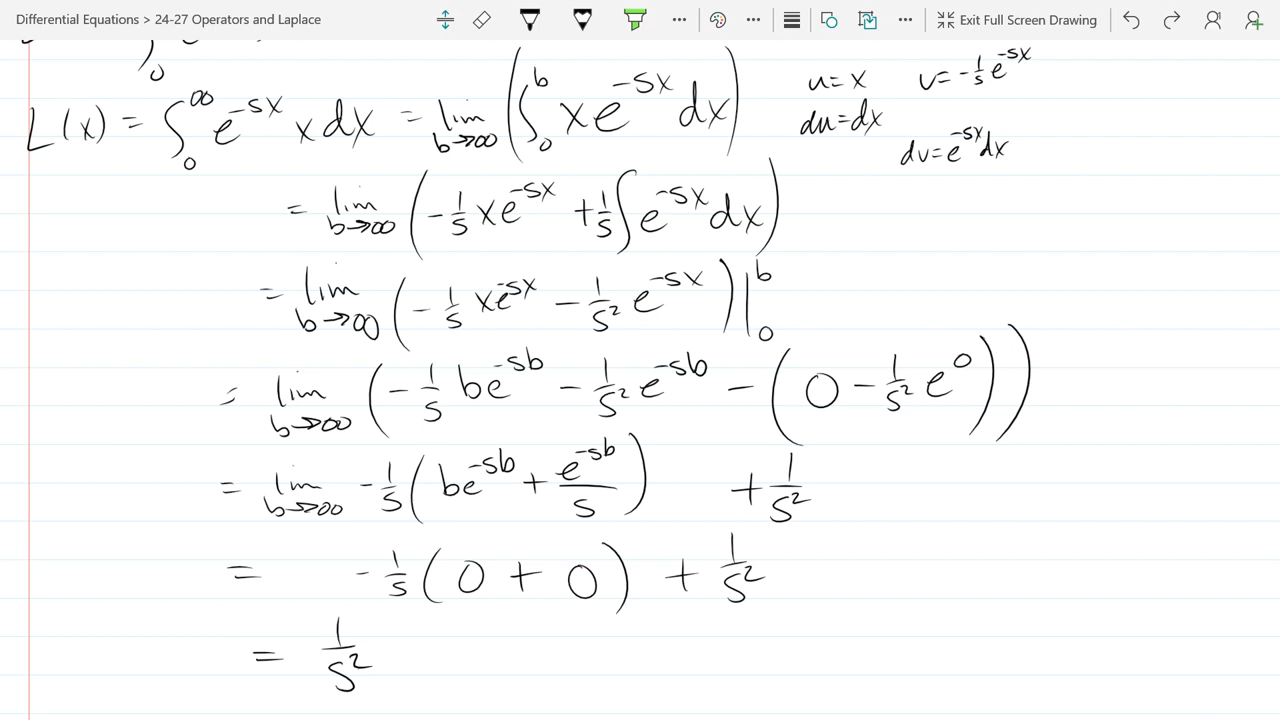 Differential Equations > 24-27 Operators and Laplace
Exit Full Screen Drawing
L(x) = ∫₀^∞ e^{-sx} x dx = lim_{b→∞} (∫₀^b x e^{-sx} dx)
u = x v = -1/s e^{-sx}
du = dx
dv = e^{-sx} dx
= lim_{b→∞} (-1/s x e^{-sx} + 1/s ∫ e^{-sx} dx)
= lim_{b→∞} (-1/s x e^{-sx} - 1/s² e^{-sx}) |₀^b
= lim_{b→∞} (-1/s b e^{-sb} - 1/s² e^{-sb} - (0 - 1/s² e^0))
= lim_{b→∞} -1/s (b e^{-sb} + e^{-sb}/s) + 1/s²
= -1/s (0 + 0) + 1/s²
= 1/s²